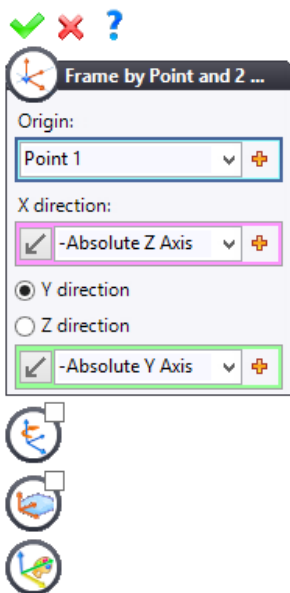 ?
Frame by Point and 2 ...
Origin:
Point 1
X direction:
-Absolute Z Axis
Y direction
Z direction
-Absolute Y Axis